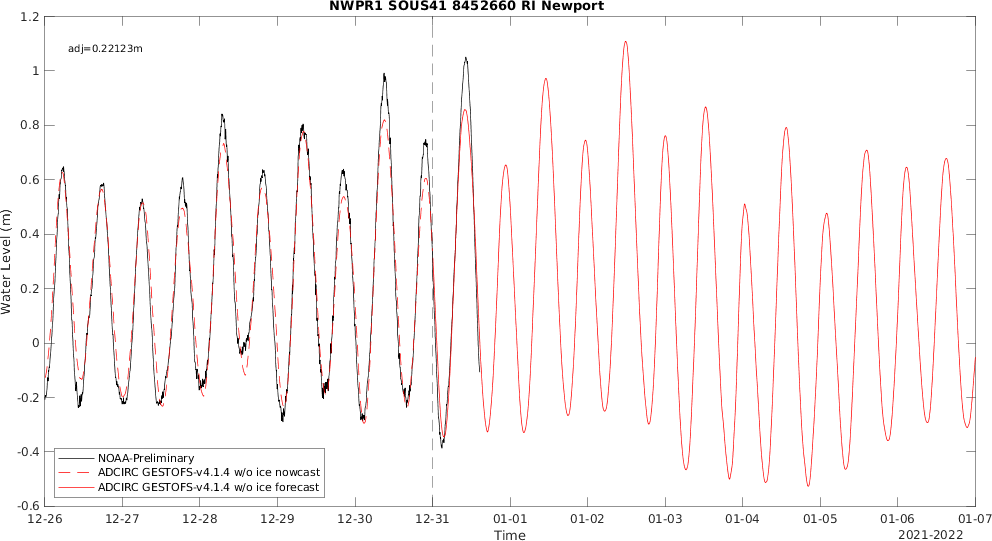 NWPR1 SOUS41 8452660 RI Newport
1.2
1
0.8
0.6
0.4
0.2
0
-0.2
-0.4
-0.6
Water Level (m)
adj=0.22123m
NOAA-Preliminary
ADCIRC GESTOFS-v4.1.4 w/o ice nowcast
ADCIRC GESTOFS-v4.1.4 w/o ice forecast
12-26 12-27 12-28 12-29 12-30 12-31 01-01 01-02 01-03 01-04 01-05 01-06 01-07
Time
2021-2022